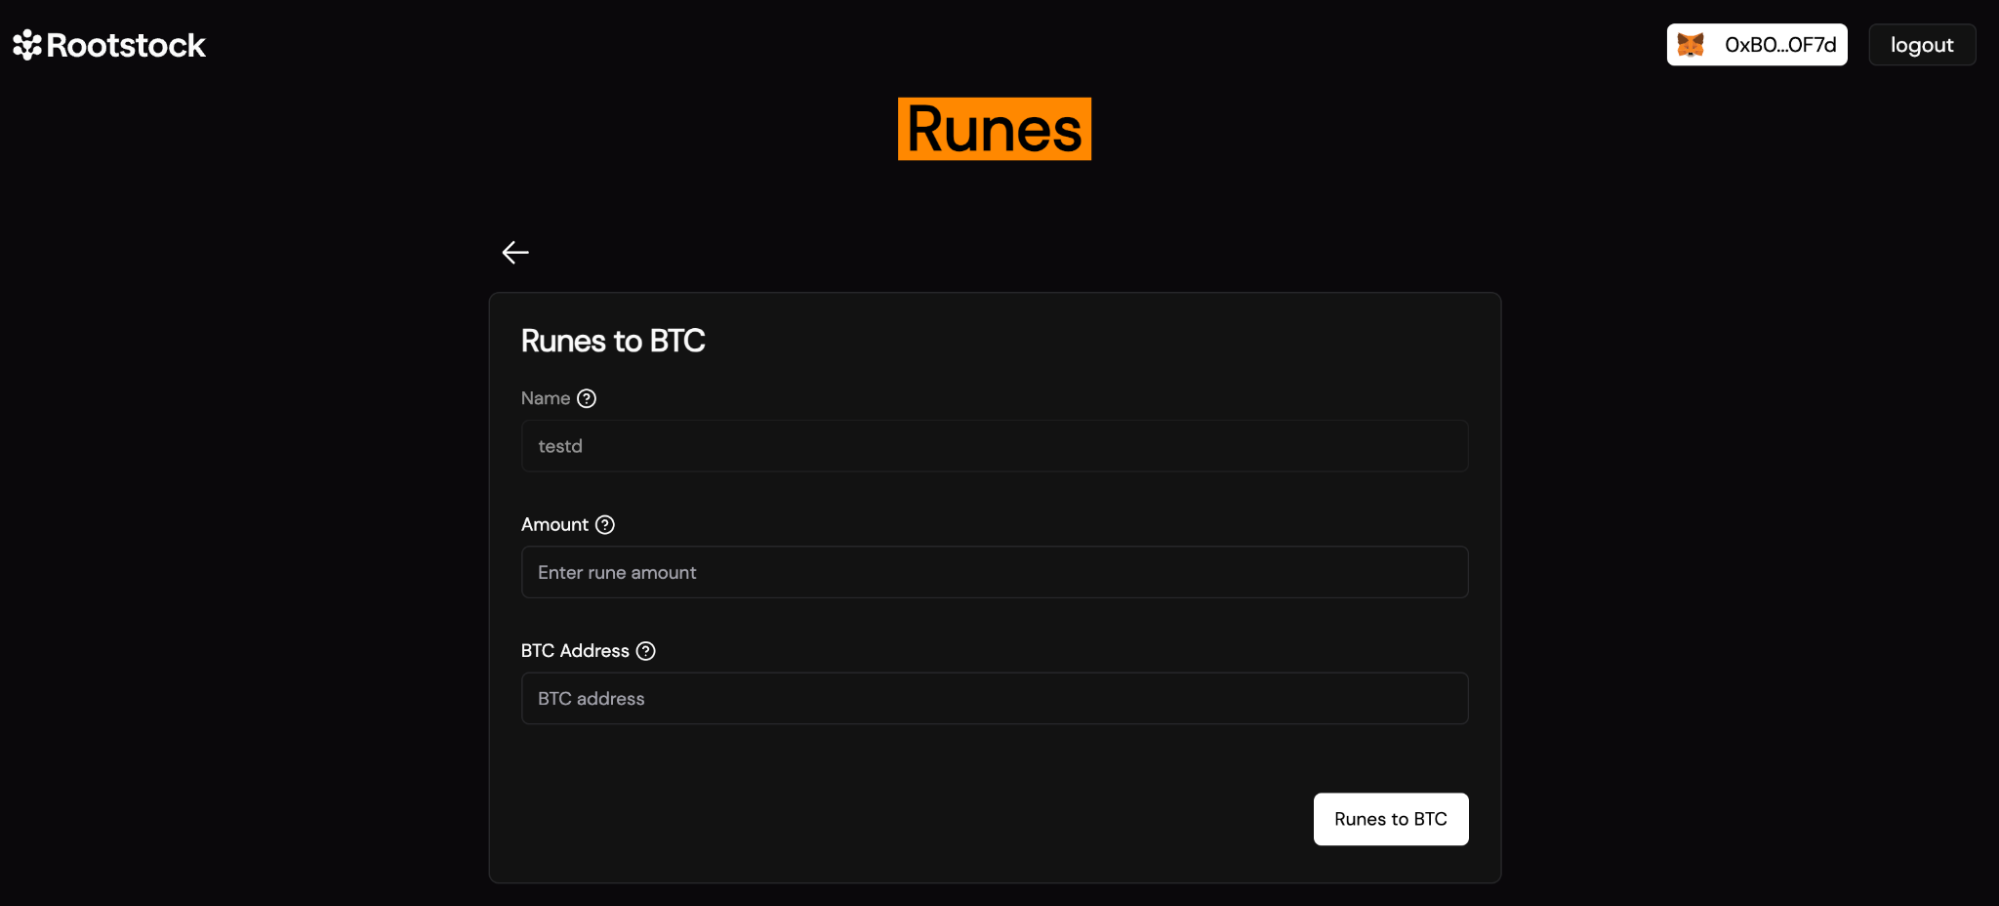 Rootstock
0xB0...0F7d
logout
Runes
Runes to BTC
Name
testd
Amount
Enter rune amount
BTC Address
BTC address
Runes to BTC